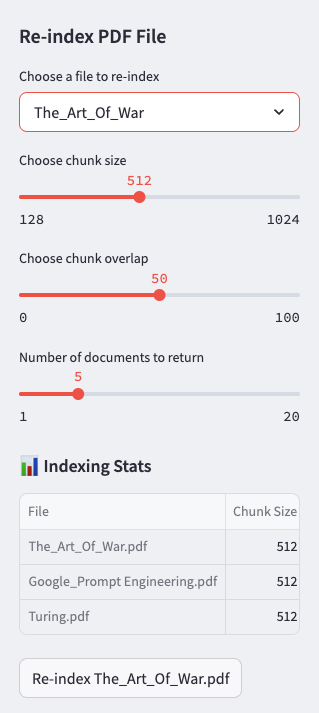 Re-index PDF File
Choose a file to re-index
The_Art_Of_War
Choose chunk size
512
128 1024
Choose chunk overlap
50
0 100
Number of documents to return
5
1 20
📊 Indexing Stats
File Chunk Size
The_Art_Of_War.pdf 512
Google_Prompt Engineering.pdf 512
Turing.pdf 512
Re-index The_Art_Of_War.pdf